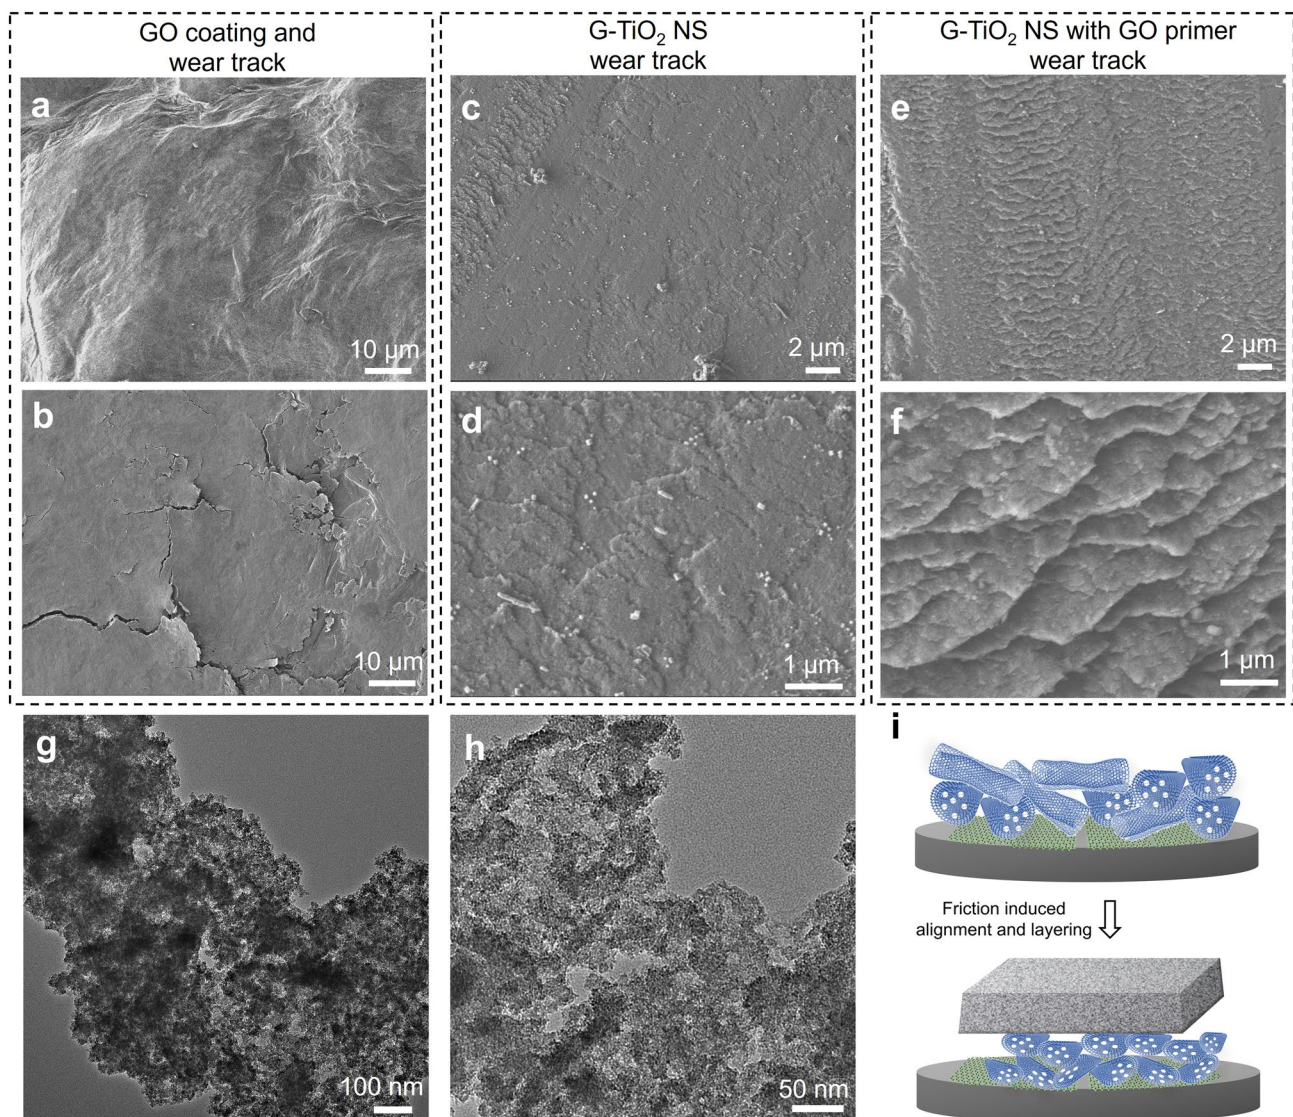 GO coating and
wear track
G-TiO₂ NS
wear track
G-TiO₂ NS with GO primer
wear track
a
10 µm
c
2 µm
e
2 µm
b
10 µm
d
1 µm
f
1 µm
g
100 nm
h
50 nm
i
Friction induced
alignment and layering